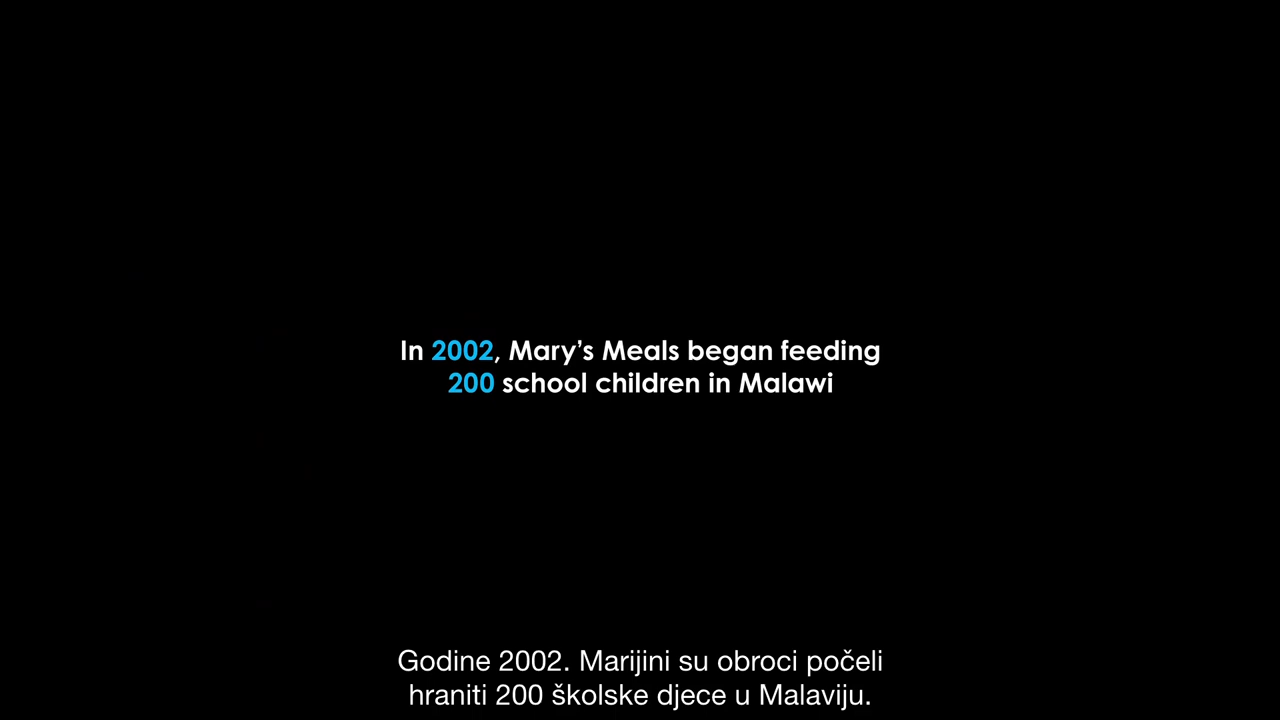 In 2002, Mary’s Meals began feeding
200 school children in Malawi
Godine 2002. Marijini su obroci počeli
hraniti 200 školske djece u Malaviju.